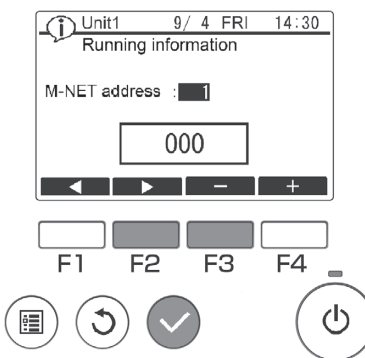 Unit1 9/ 4 FRI 14:30
Running information
M-NET address : 1
000
− +
F1 F2 F3 F4